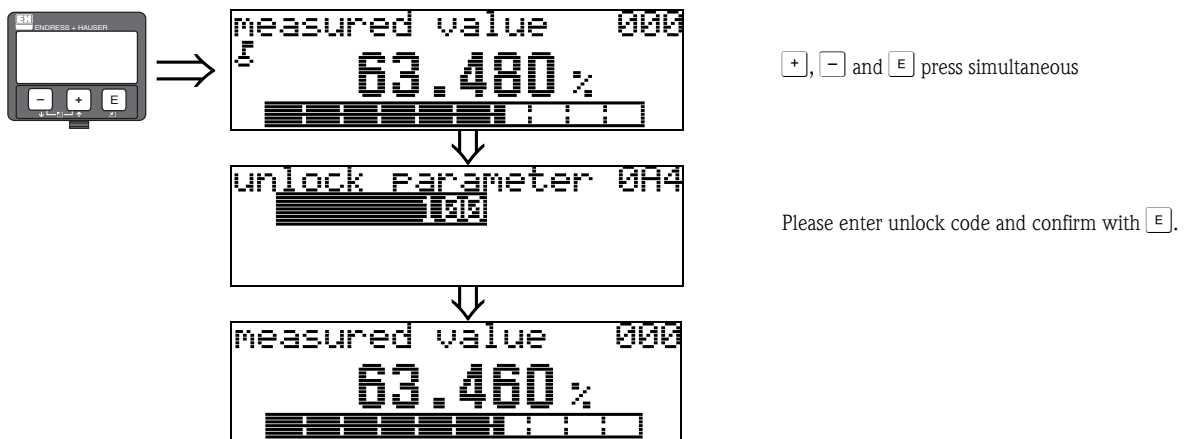 EH
ENDRESS + HAUSER
- + E
measured value 000
63.480 %
+, - and E press simultaneous
unlock parameter 0A4
100
Please enter unlock code and confirm with E.
measured value 000
63.460 %